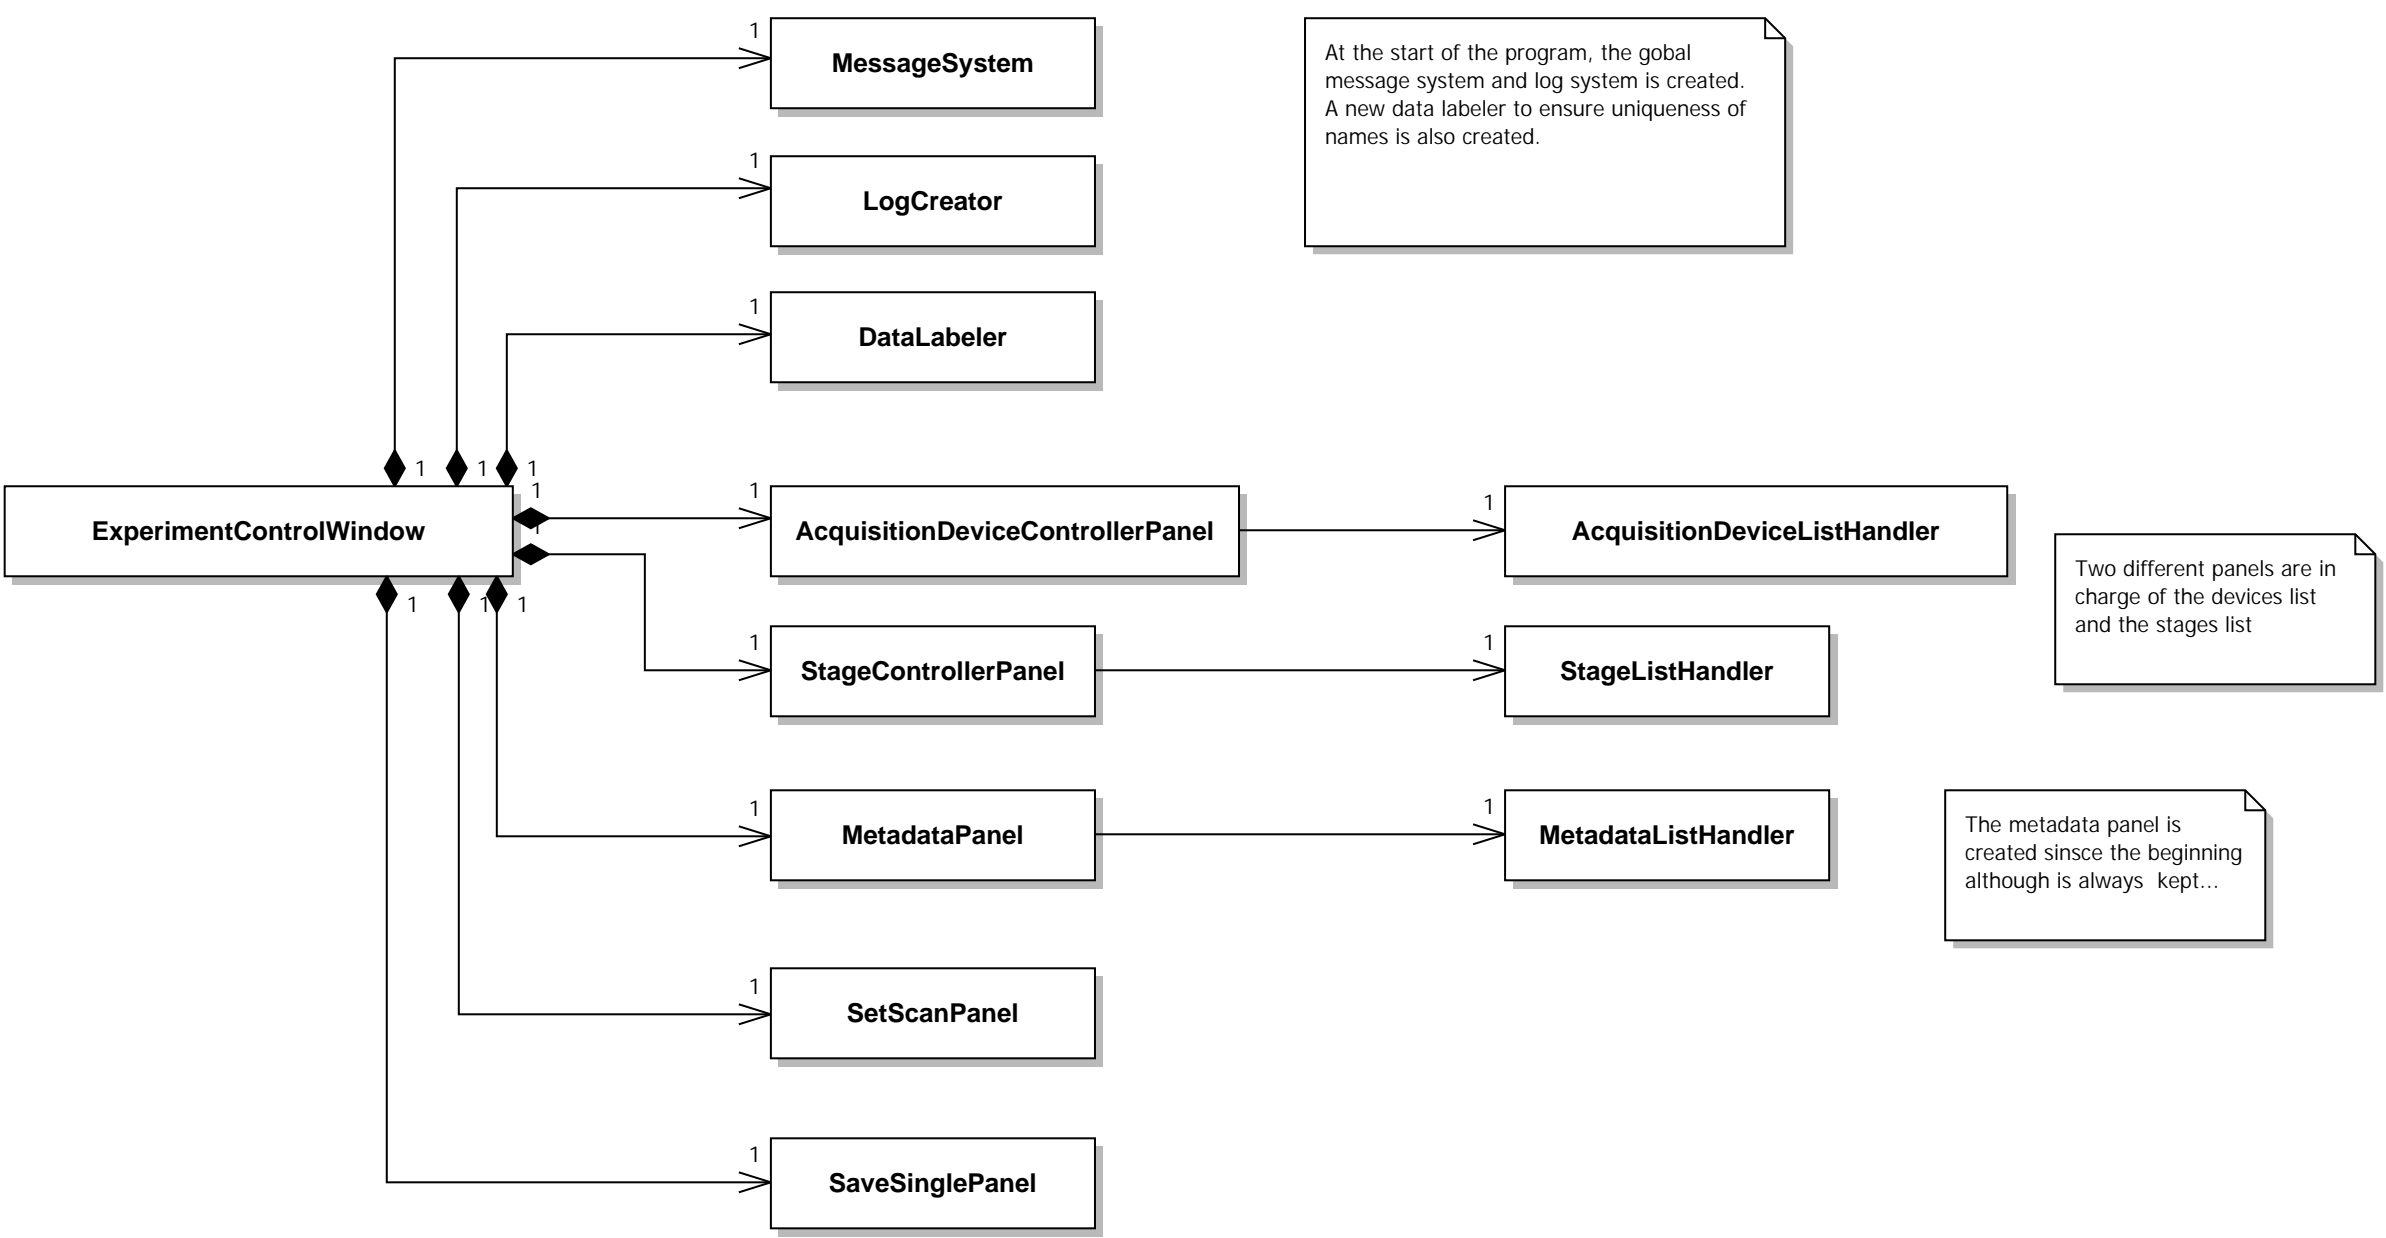 1
MessageSystem
At the start of the program, the gobal
message system and log system is created.
A new data labeler to ensure uniqueness of
names is also created.
1
LogCreator
1
DataLabeler
1
1
1
ExperimentControlWindow
1
1
1
AcquisitionDeviceControllerPanel
1
AcquisitionDeviceListHandler
Two different panels are in
charge of the devices list
and the stages list
1
1
1
1
StageControllerPanel
1
StageListHandler
1
MetadataPanel
1
MetadataListHandler
The metadata panel is
created sinsce the beginning
although is always  kept...
1
SetScanPanel
1
SaveSinglePanel